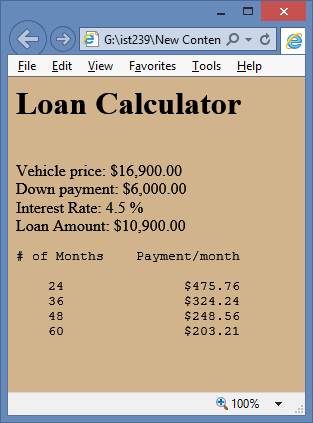 G:\ist239\New Conten
File Edit View Favorites Tools Help
Loan Calculator
Vehicle price: $16,900.00
Down payment: $6,000.00
Interest Rate: 4.5 %
Loan Amount: $10,900.00
# of Months Payment/month
24 $475.76
36 $324.24
48 $248.56
60 $203.21
100%